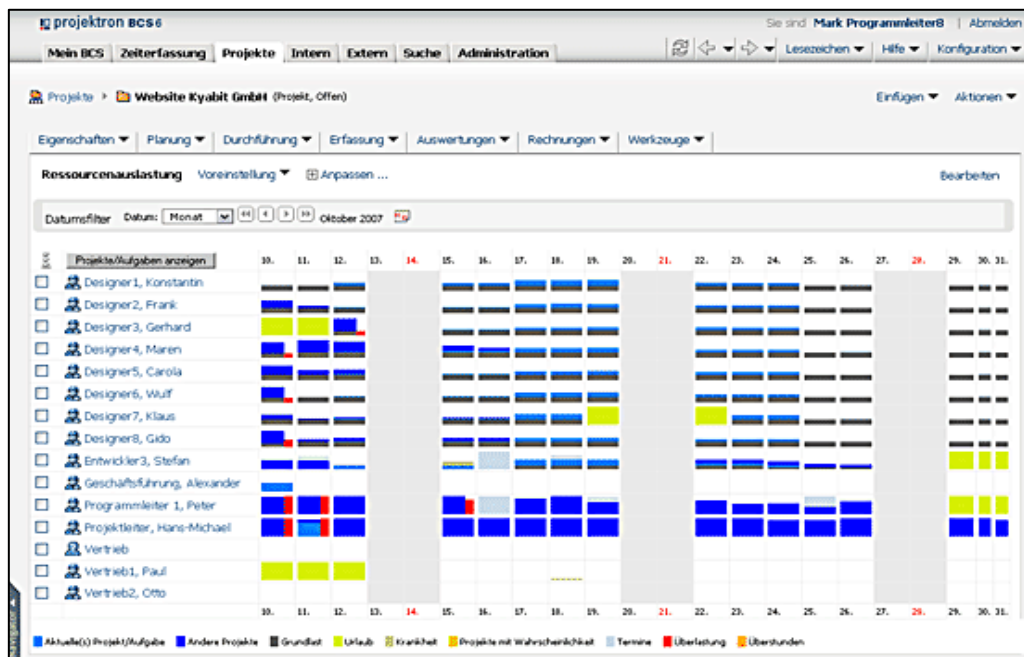 projektron BCS6
Sie sind Mark Programmleiter8 | Abmelden
Mein BCS Zeiterfassung Projekte Intern Extern Suche Administration
Lesezeichen Hilfe Konfiguration
Projekte Website Kyabit GmbH (Projekt, Offen) Einfügen Aktionen
Eigenschaften Planung Durchführung Erfassung Auswertungen Rechnungen Werkzeuge
Ressourcenauslastung Voreinstellung Anpassen ... Bearbeiten
Datumsfilter Datum: Monat Oktober 2007
Projekte/Aufgaben anzeigen 10. 11. 12. 13. 14. 15. 16. 17. 18. 19. 20. 21. 22. 23. 24. 25. 26. 27. 28. 29. 30. 31.
Designer1, Konstantin
Designer2, Frank
Designer3, Gerhard
Designer4, Maren
Designer5, Carola
Designer6, Wulf
Designer7, Klaus
Designer8, Gido
Entwickler3, Stefan
Geschäftsführung, Alexander
Programmleiter 1, Peter
Projektleiter, Hans-Michael
Vertrieb
Vertrieb1, Paul
Vertrieb2, Otto
10. 11. 12. 13. 14. 15. 16. 17. 18. 19. 20. 21. 22. 23. 24. 25. 26. 27. 28. 29. 30. 31.
Aktuelle(s) Projekt/Aufgabe Andere Projekte Grundlast Urlaub Krankheit Projekte mit Wahrscheinlichkeit Termine Überlastung Überstunden